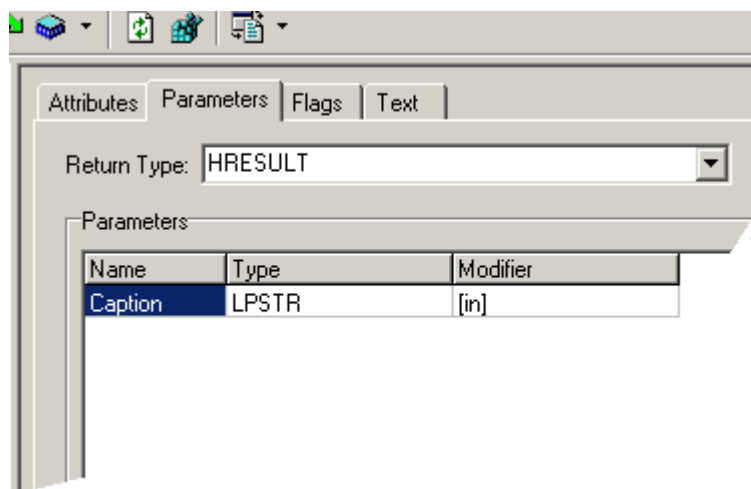 Attributes Parameters Flags Text
Return Type: HRESULT
Parameters
Name Type Modifier
Caption LPSTR [in]